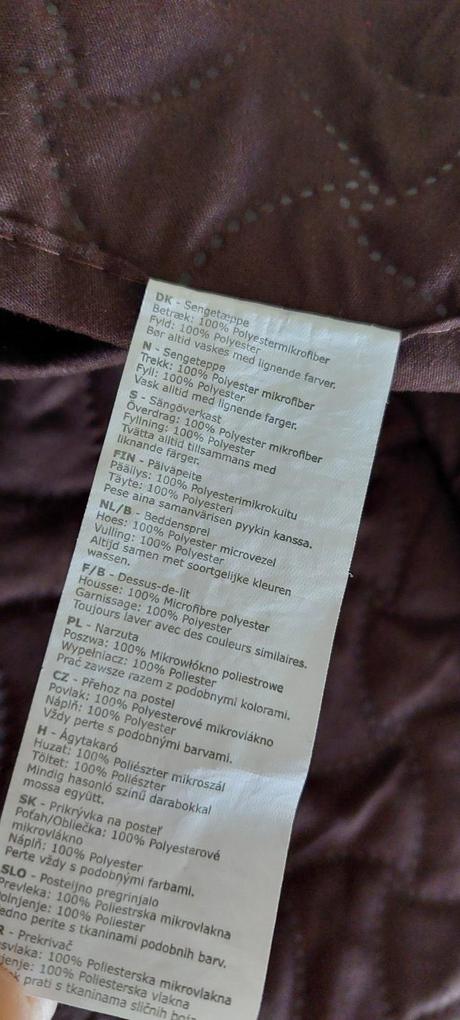 DK - Sengetæppe
Betræk: 100% Polyestermikrofiber
Fyld: 100% Polyester
Bør altid vaskes med lignende farver.
N - Sengeteppe
Trekk: 100% Polyester mikrofiber
Fyll: 100% Polyester
Vask alltid med lignende farger.
S - Sängöverkast
Överdrag: 100% Polyester mikrofiber
Fyllning: 100% Polyester
Tvätta alltid tillsammans med
liknande färger.
FIN - Päiväpeite
Päällys: 100% Polyesterimikrokuitu
Täyte: 100% Polyesteri
Pese aina samanvärisen pyykin kanssa.
NL/B - Beddensprei
Hoes: 100% Polyester microvezel
Vulling: 100% Polyester
Altijd samen met soortgelijke kleuren
wassen.
F/B - Dessus-de-lit
Housse: 100% Microfibre polyester
Garnissage: 100% Polyester
Toujours laver avec des couleurs similaires.
PL - Narzuta
Poszwa: 100% Mikrowłókno poliestrowe
Wypełniacz: 100% Poliester
Prać zawsze razem z podobnymi kolorami.
CZ - Přehoz na postel
Povlak: 100% Polyesterové mikrovlákno
Náplň: 100% Polyester
Vždy perte s podobnými barvami.
H - Ágytakaró
Huzat: 100% Poliészter mikroszál
Töltet: 100% Poliészter
Mindig hasonló színű darabokkal
mossa együtt.
SK - Prikrývka na posteľ
Poťah/Obliečka: 100% Polyesterové
mikrovlákno
Náplň: 100% Polyester
Perte vždy s podobnými farbami.
SLO - Posteljno pregrinjalo
Prevleka: 100% Poliestrska mikrovlakna
olnjenje: 100% Poliester
edno perite s tkaninami podobnih barv.
R - Prekrivač
svlaka: 100% Poliesterska mikrovlakna
jenje: 100% Poliesterska vlakna
k prati s tkaninama sličnih